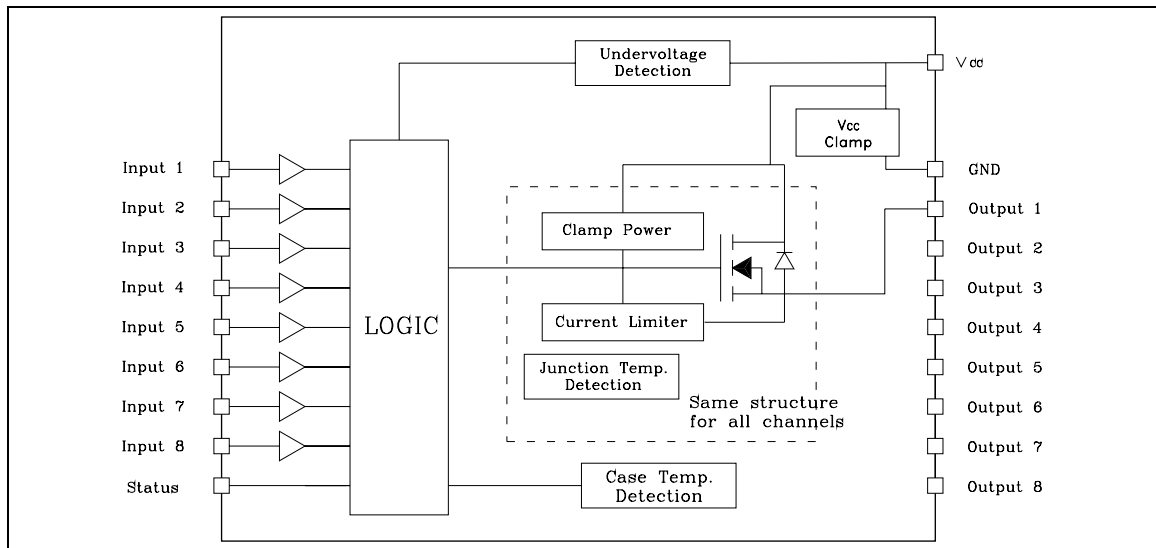 Undervoltage
Detection
Vdd
Vcc
Clamp
Input 1
GND
Input 2
Output 1
Clamp Power
Input 3
Output 2
Input 4
Output 3
Input 5
LOGIC
Current Limiter
Output 4
Input 6
Junction Temp.
Detection
Output 5
Input 7
Same structure
for all channels
Output 6
Input 8
Output 7
Status
Case Temp.
Detection
Output 8